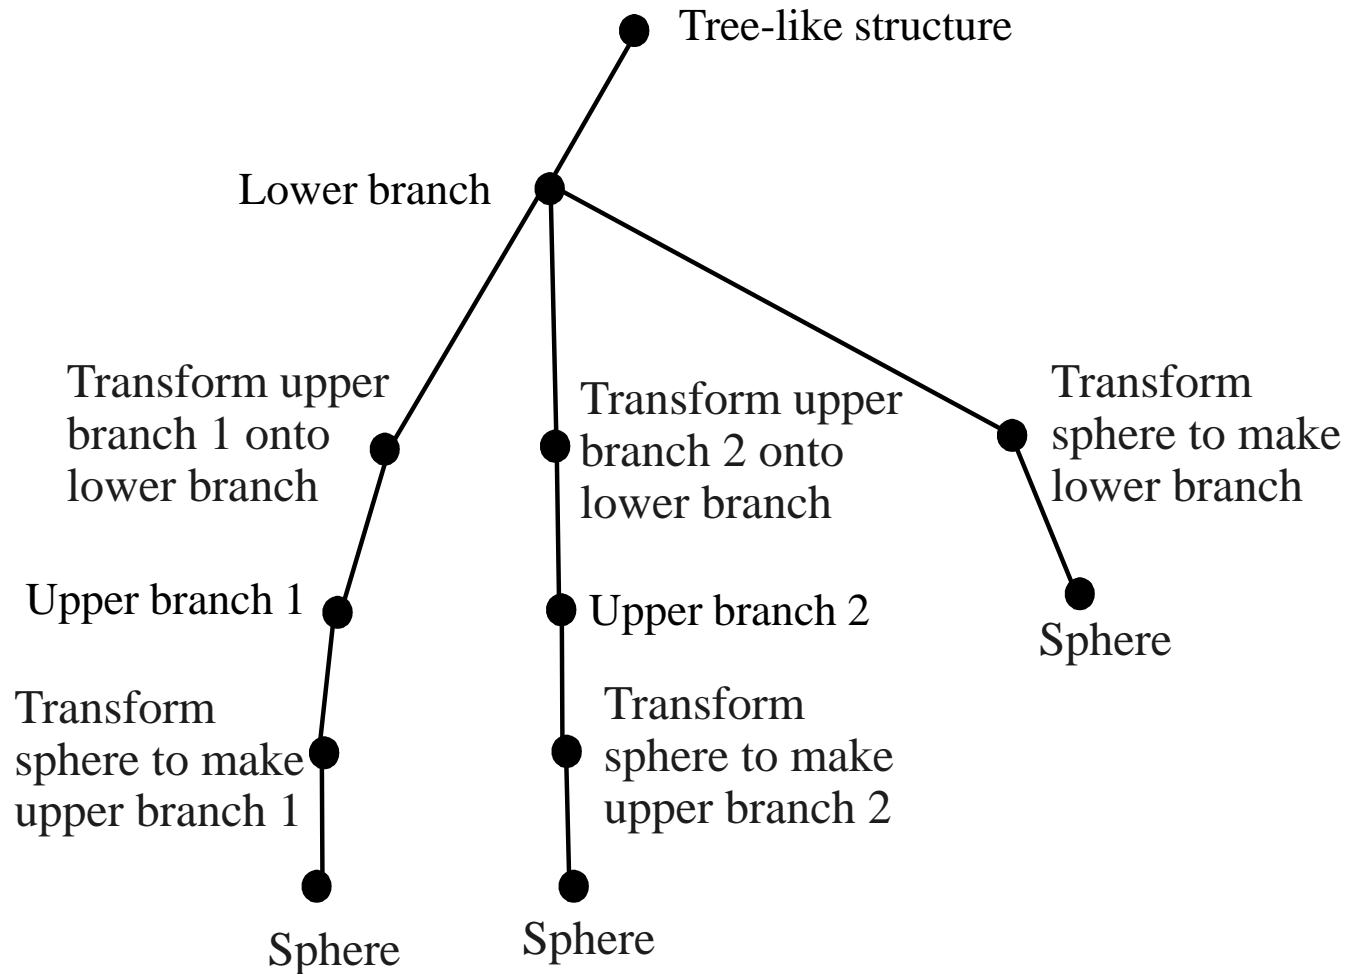 Tree-like structure
Lower branch
Transform upper
branch 1 onto
lower branch
Transform upper
branch 2 onto
lower branch
Transform
sphere to make
lower branch
Upper branch 1
Upper branch 2
Sphere
Transform
sphere to make
upper branch 1
Transform
sphere to make
upper branch 2
Sphere
Sphere